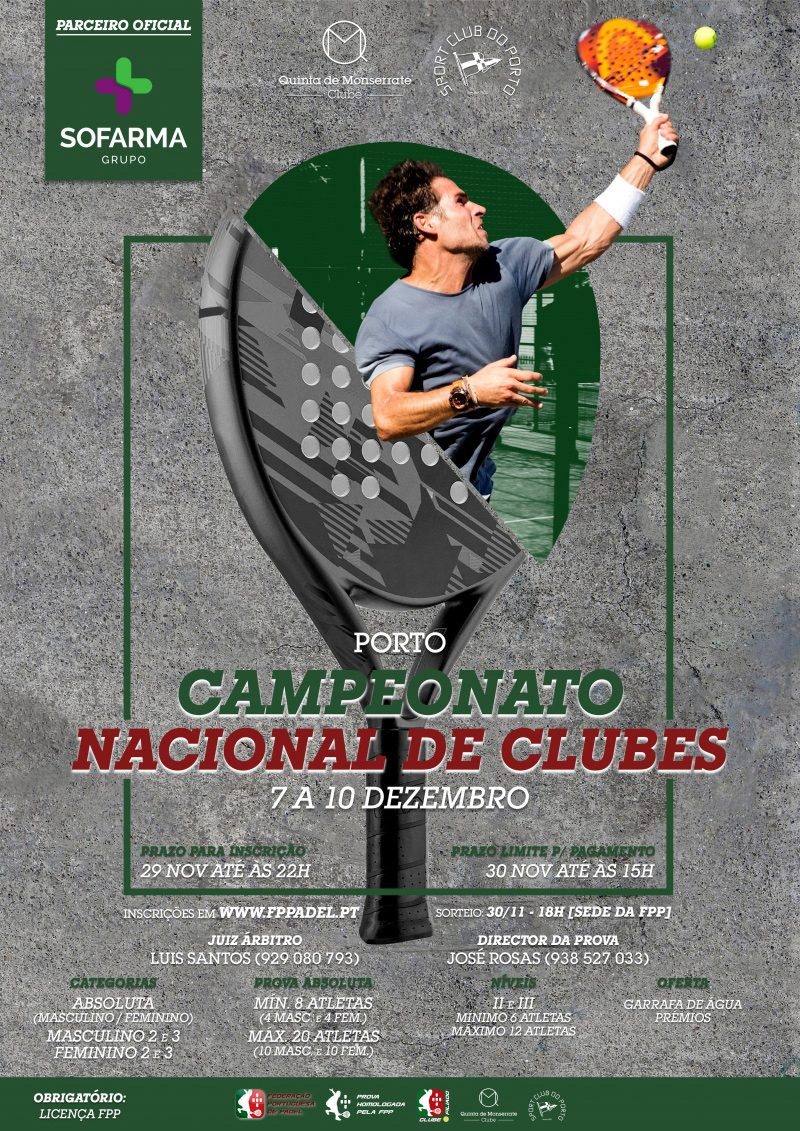 PARCEIRO OFICIAL
SOFARMA
GRUPO
Quinta de Monserrate
Clube
SPORT CLUB DO PORTO
PORTO
CAMPEONATO
NACIONAL DE CLUBES
7 A 10 DEZEMBRO
PRAZO PARA INSCRIÇÃO
29 NOV ATÉ ÀS 22H
PRAZO LIMITE P/ PAGAMENTO
30 NOV ATÉ ÀS 15H
INSCRIÇÕES EM WWW.FPPADEL.PT
SORTEIO 30/11 - 18H [SEDE DA FPP]
JUIZ ÁRBITRO
LUIS SANTOS (929 080 793)
DIRECTOR DA PROVA
JOSÉ ROSAS (938 527 033)
CATEGORIAS
ABSOLUTA
(MASCULINO / FEMININO)
MASCULINO 2 E 3
FEMININO 2 E 3
PROVA ABSOLUTA
MÍN. 8 ATLETAS
(4 MASC. E 4 FEM.)
MÁX. 20 ATLETAS
(10 MASC. E 10 FEM.)
NÍVEIS
II E III
MÍNIMO 6 ATLETAS
MÁXIMO 12 ATLETAS
OFERTA
GARRAFA DE ÁGUA
PRÉMIOS
OBRIGATÓRIO:
LICENÇA FPP
FEDERAÇÃO
PORTUGUESA
DE PADEL
PROVA
HOMOLOGADA
PELA FPP
CLUBE FILIADO
Quinta de Monserrate
Clube
SPORT CLUB DO PORTO